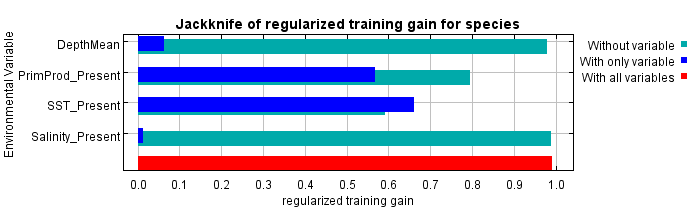 Jackknife of regularized training gain for species
Environmental Variable
DepthMean
PrimProd_Present
SST_Present
Salinity_Present
Without variable
With only variable
With all variables
0.0 0.1 0.2 0.3 0.4 0.5 0.6 0.7 0.8 0.9 1.0
regularized training gain